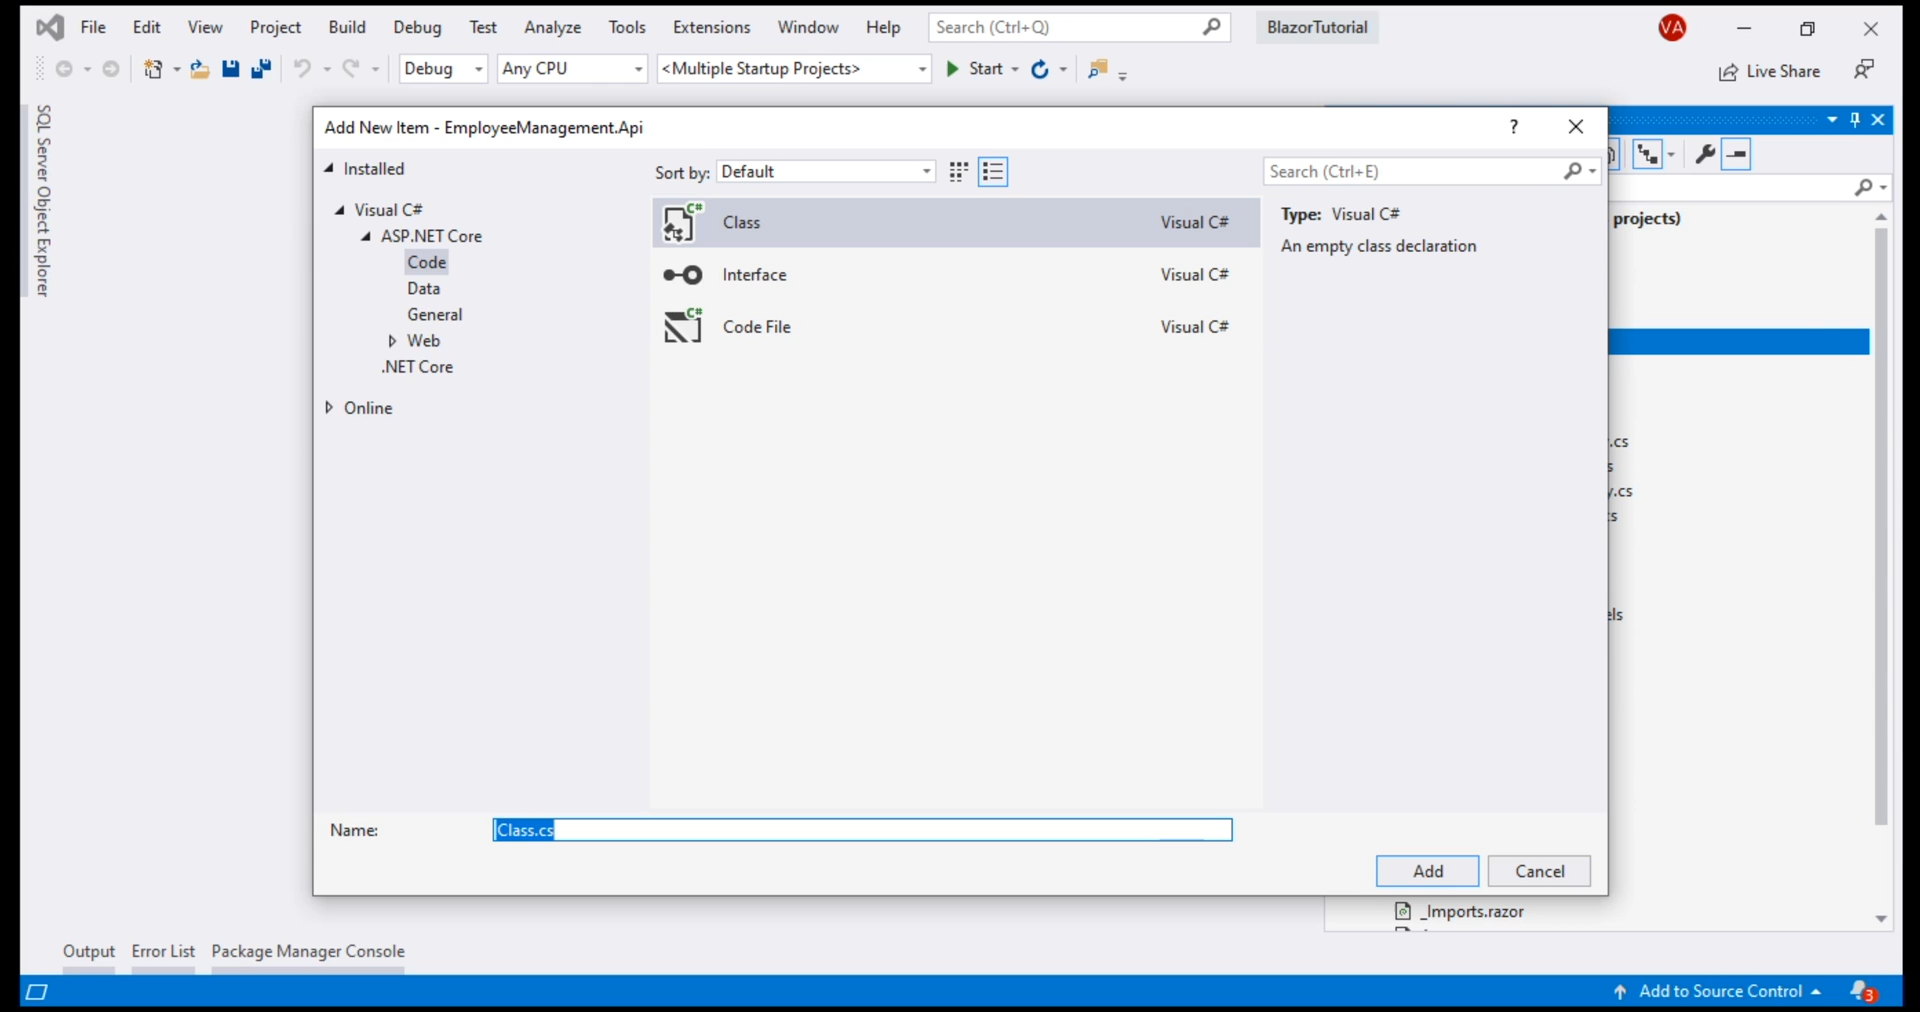 File Edit View Project Build Debug Test Analyze Tools Extensions Window Help Search (Ctrl+Q) BlazorTutorial VA
Debug Any CPU <Multiple Startup Projects> Start Live Share
SQL Server Object Explorer
Add New Item - EmployeeManagement.Api ?
Installed
Sort by: Default
Search (Ctrl+E)
Visual C#
ASP.NET Core
Code
Data
General
Web
.NET Core
Online
C# Class Visual C#
Interface Visual C#
C# Code File Visual C#
Type: Visual C#
An empty class declaration
projects)
.cs
s
y.cs
els
Name: Class.cs
Add Cancel
_Imports.razor
Output Error List Package Manager Console
Add to Source Control 3